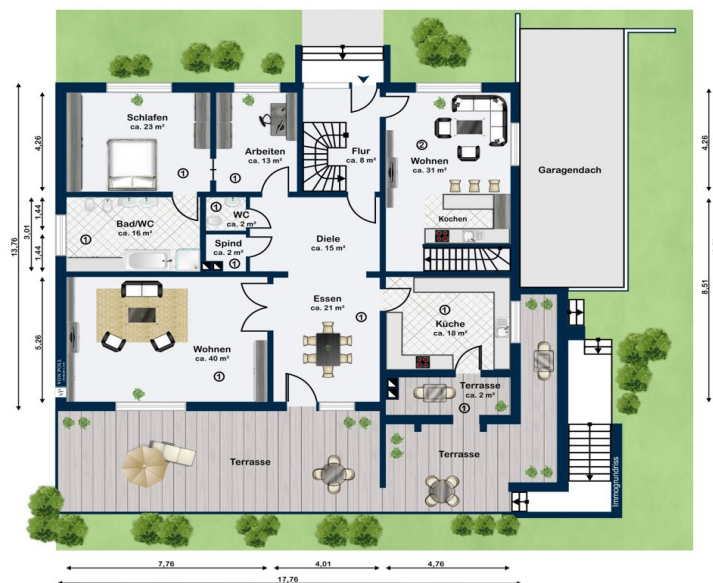 Schlafen
ca. 23 m²
①
Arbeiten
ca. 13 m²
①
Flur
ca. 8 m²
②
Wohnen
ca. 31 m²
Kochen
Garagendach
Bad/WC
ca. 16 m²
①
①
WC
ca. 2 m²
Spind
ca. 2 m²
①
Diele
ca. 15 m²
Essen
ca. 21 m²
①
①
Küche
ca. 18 m²
Wohnen
ca. 40 m²
①
VON POLL
IMMOBILIEN
Terrasse
ca. 2 m²
①
Terrasse
Terrasse
Immogrundriss
13,76
4,26
3,01
1,44
1,44
5,26
4,26
8,51
7,76
4,01
4,76
17,76